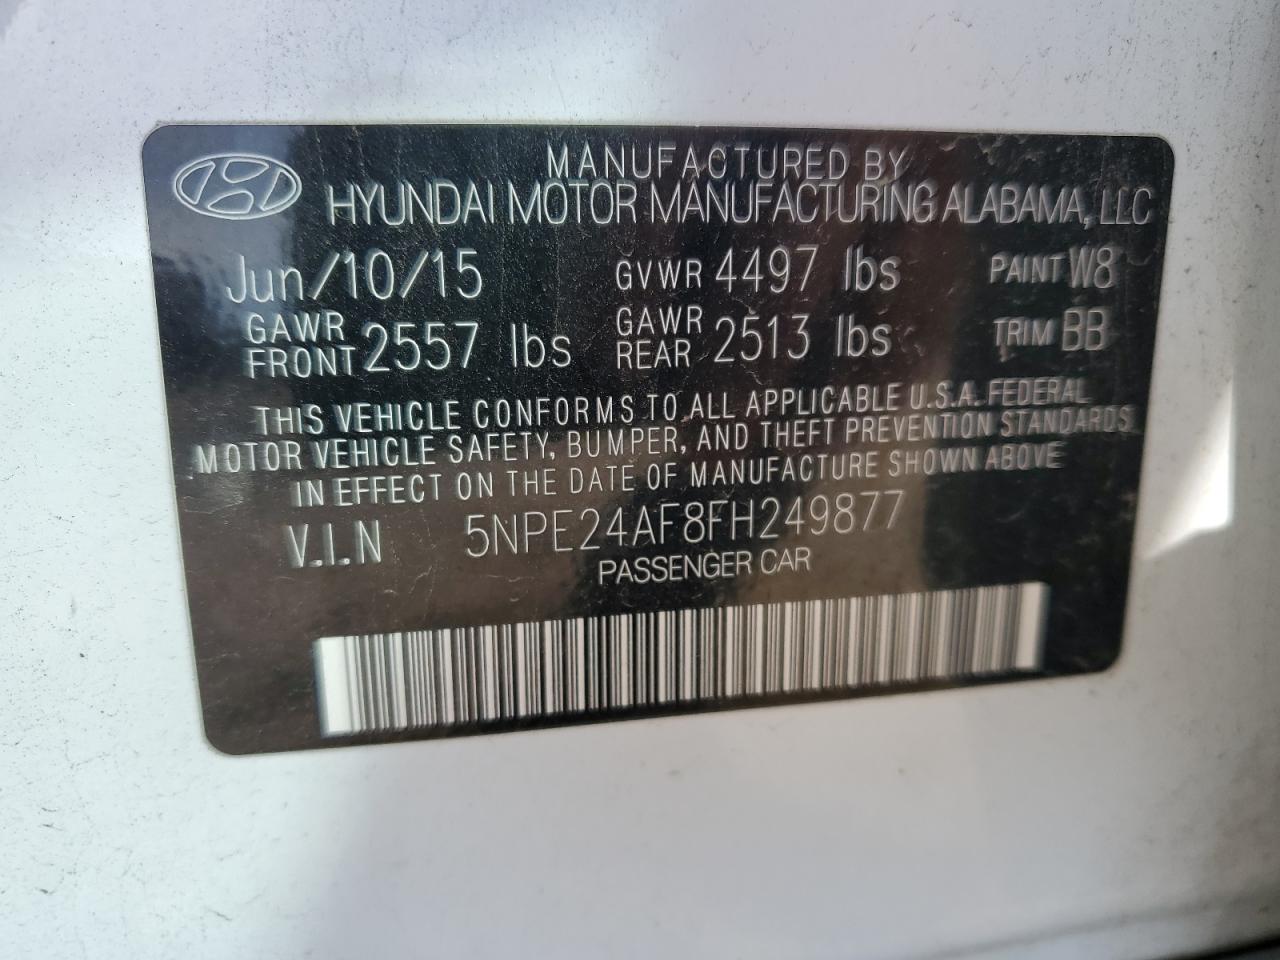 MANUFACTURED BY
HYUNDAI MOTOR MANUFACTURING ALABAMA, LLC
Jun/10/15 GVWR 4497 lbs PAINT W8
GAWR FRONT 2557 lbs GAWR REAR 2513 lbs TRIM BB
THIS VEHICLE CONFORMS TO ALL APPLICABLE U.S.A. FEDERAL
MOTOR VEHICLE SAFETY, BUMPER, AND THEFT PREVENTION STANDARDS
IN EFFECT ON THE DATE OF MANUFACTURE SHOWN ABOVE
V.I.N 5NPE24AF8FH249877
PASSENGER CAR